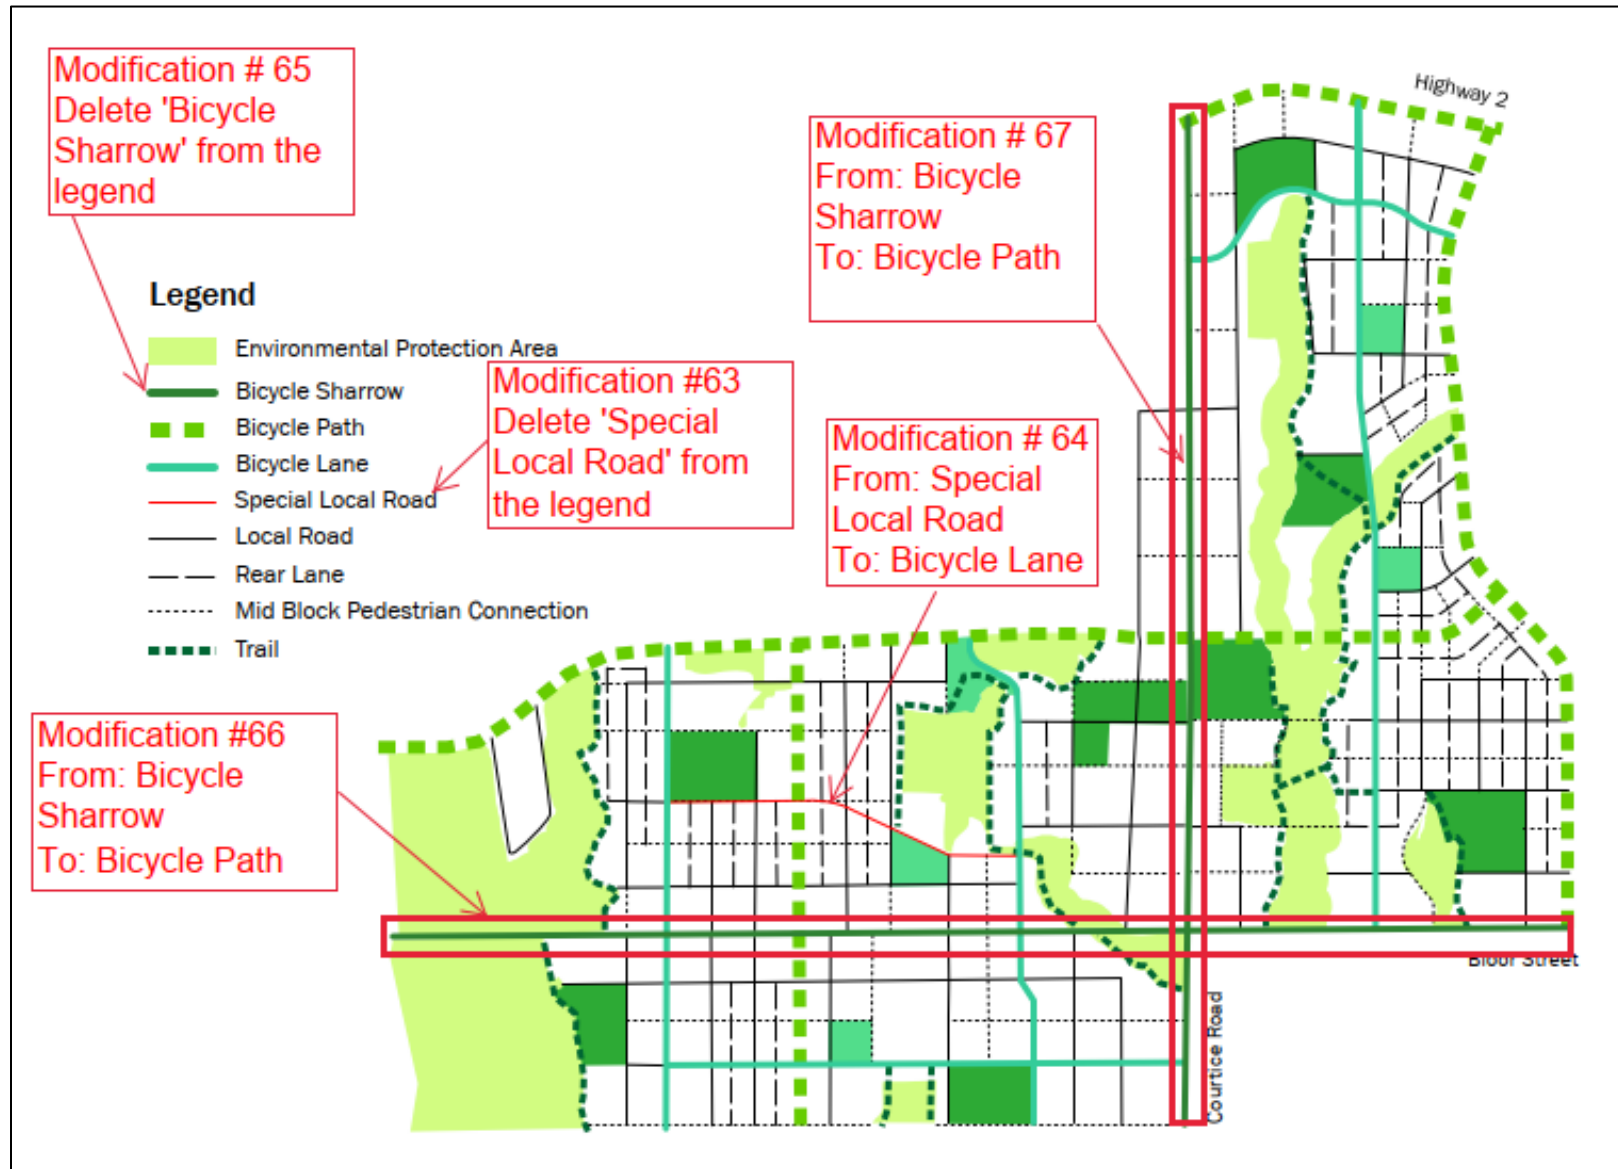 Modification # 65
Delete 'Bicycle
Sharrow' from the
legend
Highway 2
Modification # 67
From: Bicycle
Sharrow
To: Bicycle Path
Legend
Environmental Protection Area
Bicycle Sharrow
Bicycle Path
Bicycle Lane
Special Local Road
Local Road
Rear Lane
Mid Block Pedestrian Connection
Trail
Modification #63
Delete 'Special
Local Road' from
the legend
Modification # 64
From: Special
Local Road
To: Bicycle Lane
Modification #66
From: Bicycle
Sharrow
To: Bicycle Path
Bloor Street
Courtice Road